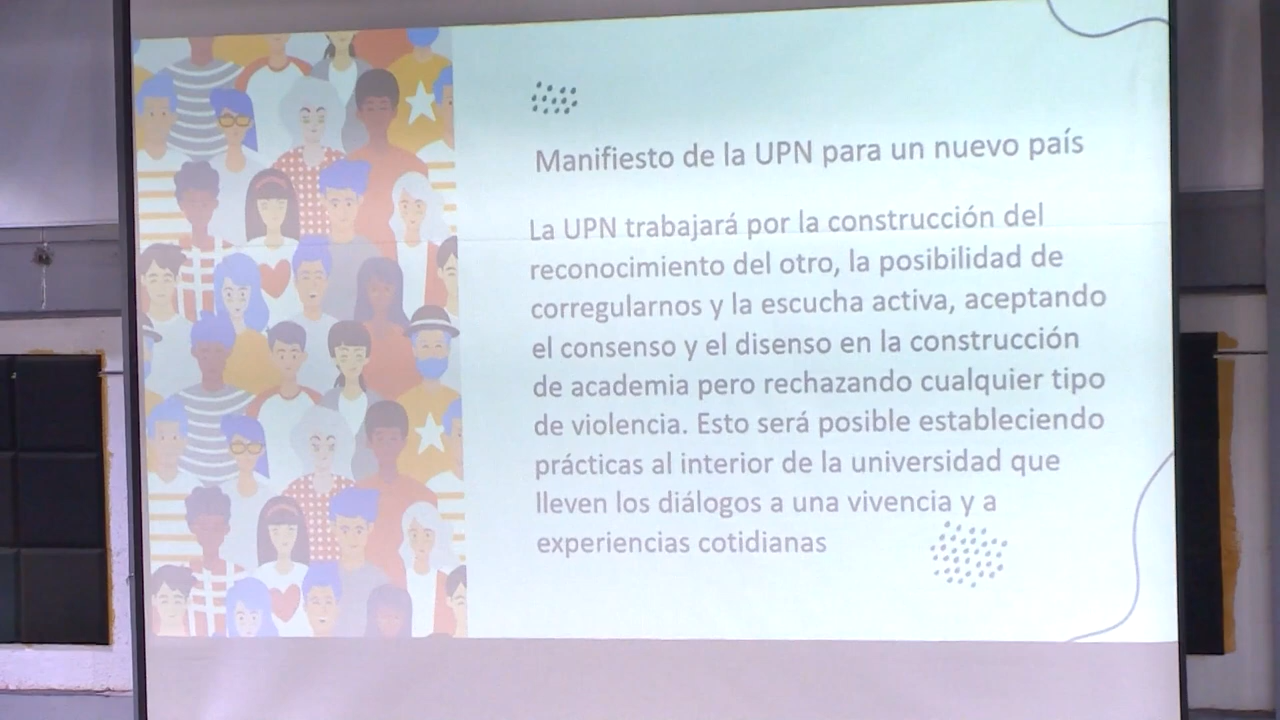 Manifiesto de la UPN para un nuevo país
La UPN trabajará por la construcción del
reconocimiento del otro, la posibilidad de
corregularnos y la escucha activa, aceptando
el consenso y el disenso en la construcción
de academia pero rechazando cualquier tipo
de violencia. Esto será posible estableciendo
prácticas al interior de la universidad que
lleven los diálogos a una vivencia y a
experiencias cotidianas